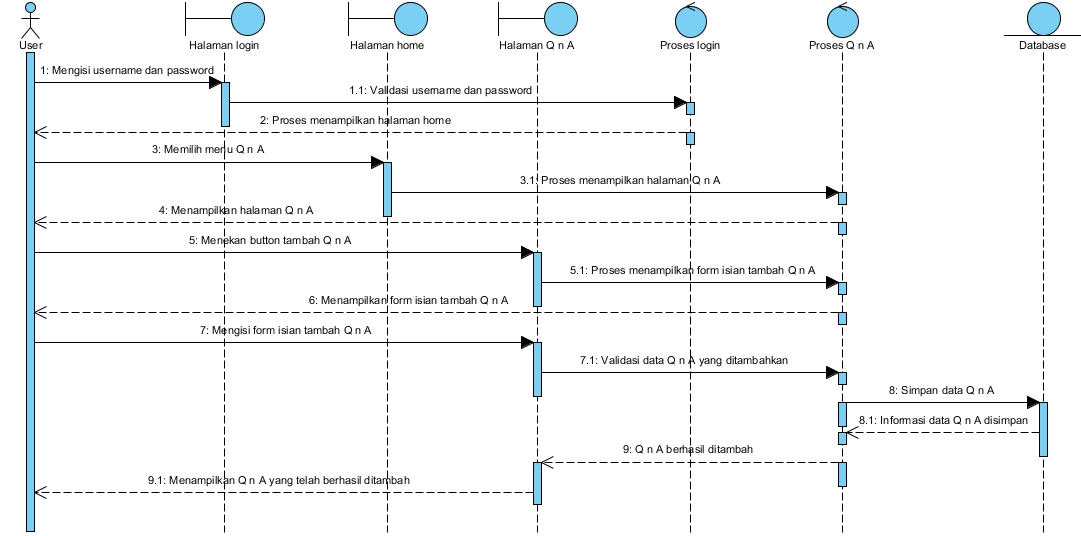 User
Halaman login
Halaman home
Halaman Q n A
Proses login
Proses Q n A
Database
1: Mengisi username dan password
1.1: Validasi username dan password
2: Proses menampilkan halaman home
3: Memilih menu Q n A
3.1: Proses menampilkan halaman Q n A
4: Menampilkan halaman Q n A
5: Menekan button tambah Q n A
5.1: Proses menampilkan form isian tambah Q n A
6: Menampilkan form isian tambah Q n A
7: Mengisi form isian tambah Q n A
7.1: Validasi data Q n A yang ditambahkan
8: Simpan data Q n A
8.1: Informasi data Q n A disimpan
9: Q n A berhasil ditambah
9.1: Menampilkan Q n A yang telah berhasil ditambah